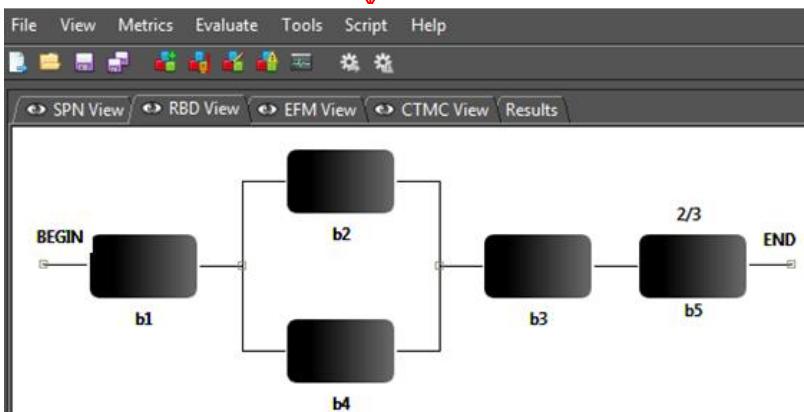 File View Metrics Evaluate Tools Script Help
SPN View RBD View EFM View CTMC View Results
b2
2/3
BEGIN
END
b1
b3
b5
b4